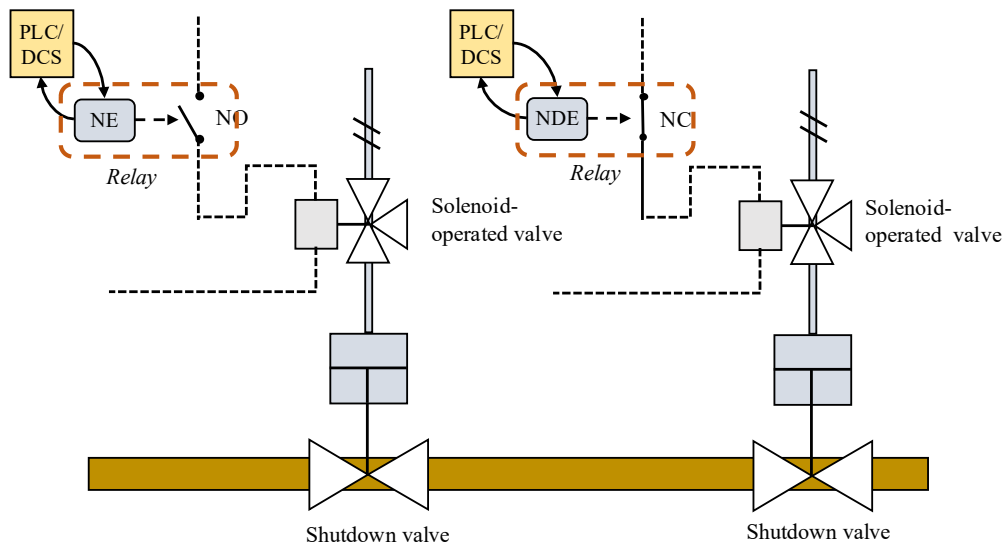 PLC/
DCS
NE
NO
Relay
Solenoid-
operated valve
Shutdown valve
PLC/
DCS
NDE
NC
Relay
Solenoid-
operated valve
Shutdown valve